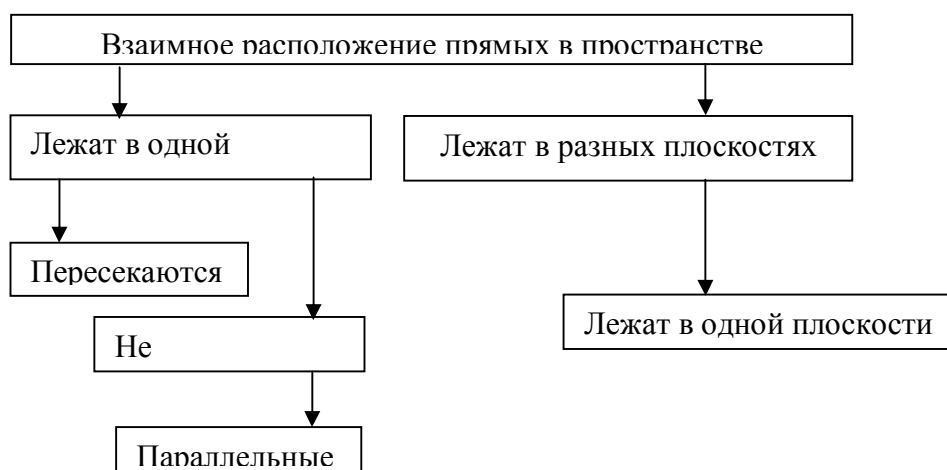 Взаимное расположение прямых в пространстве
Лежат в одной
Лежат в разных плоскостях
Пересекаются
Лежат в одной плоскости
Не
Параллельные